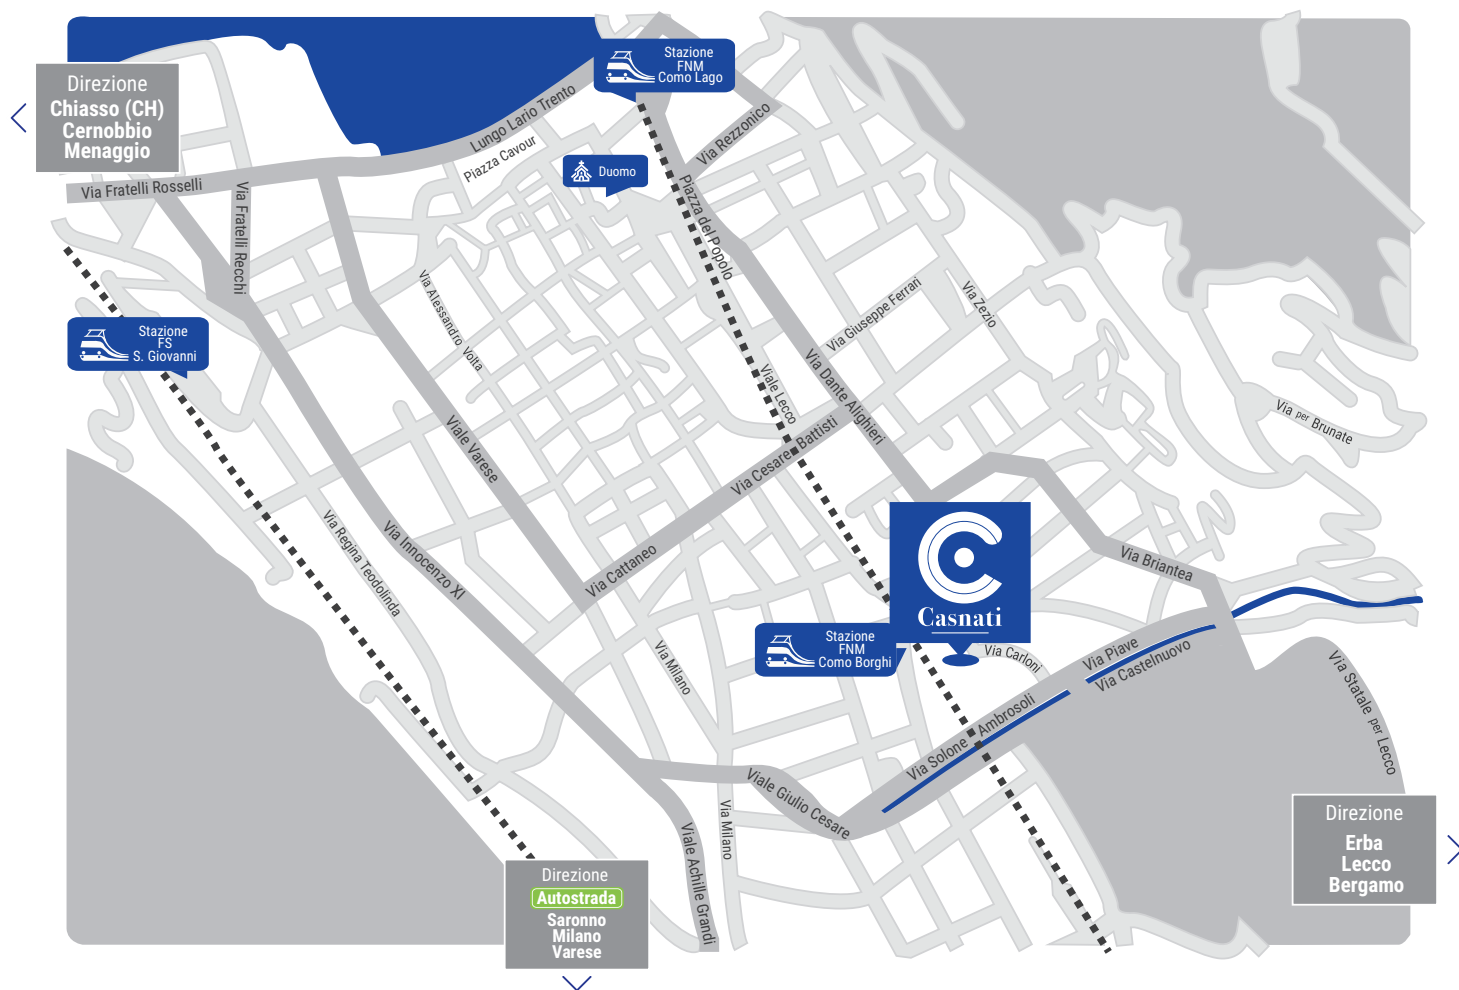 Stazione
FNM
Como Lago
Direzione
Chiasso (CH)
Cernobbio
Menaggio
Lungo Lario Trento
Piazza Cavour
Via Rezzonico
Duomo
Via Fratelli Rosselli
Via Fratelli Recchi
Piazza del Popolo
Via Alessandro Volta
Via Giuseppe Ferrari
Via Zezio
Stazione
FS
S. Giovanni
Via Dante Alighieri
Viale Lecco
Via per Brunate
Viale Varese
Via Cesare Battisti
Via Regina Teodolinda
Via Innocenzo XI
Via Cattaneo
Via Briantea
Casnati
Stazione
FNM
Como Borghi
Via Milano
Via Carloni
Via Piave
Via Castelnuovo
Via Statale per Lecco
Via Solone Ambrosoli
Viale Giulio Cesare
Via Milano
Viale Achille Grandi
Direzione
Erba
Lecco
Bergamo
Direzione
Autostrada
Saronno
Milano
Varese